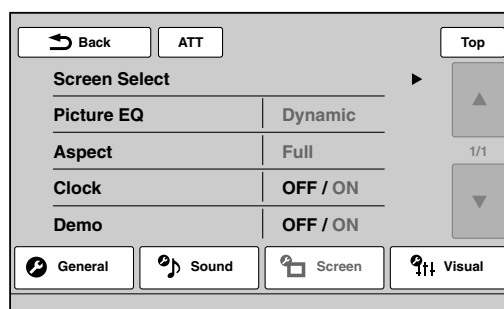 Back ATT Top
Screen Select
Picture EQ Dynamic
Aspect Full
1/1
Clock OFF / ON
Demo OFF / ON
General Sound Screen Visual